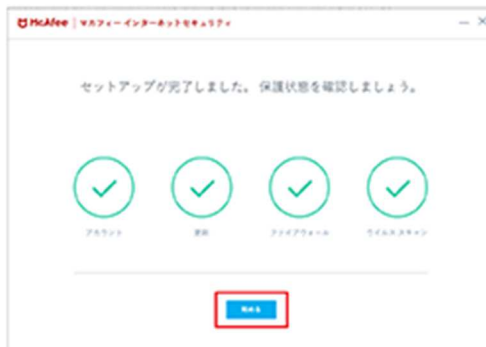 McAfee | マカフィー インターネットセキュリティ
セットアップが完了しました。 保護状態を確認しましょう。
アカウント 更新 ファイアウォール ウイルス スキャン
始める